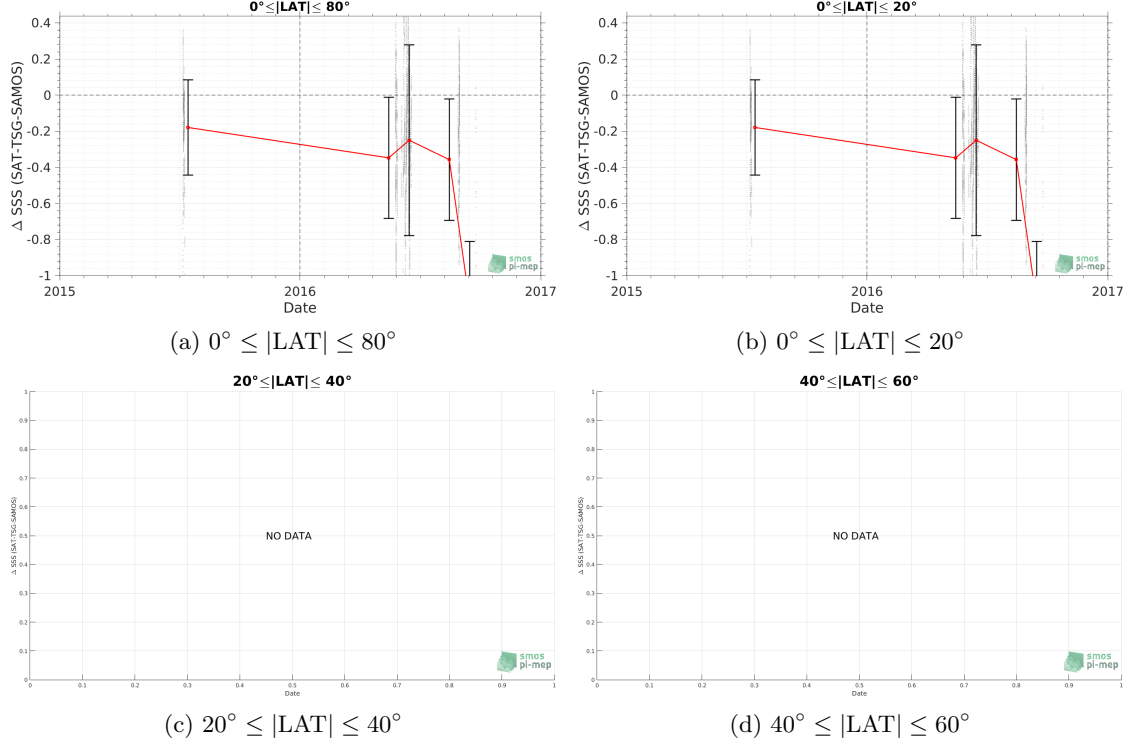 0°≤|LAT|≤ 80°
0.4
0.2
0
-0.2
-0.4
-0.6
-0.8
-1
Δ SSS (SAT-TSG-SAMOS)
2015
2016
2017
Date
smos
pi-mep
(a) 0° ≤ |LAT| ≤ 80°
0°≤|LAT|≤ 20°
0.4
0.2
0
-0.2
-0.4
-0.6
-0.8
-1
Δ SSS (SAT-TSG-SAMOS)
2015
2016
2017
Date
smos
pi-mep
(b) 0° ≤ |LAT| ≤ 20°
20°≤|LAT|≤ 40°
1
0.9
0.8
0.7
0.6
0.5
0.4
0.3
0.2
0.1
0
Δ SSS (SAT-TSG-SAMOS)
NO DATA
0 0.1 0.2 0.3 0.4 0.5 0.6 0.7 0.8 0.9 1
Date
smos
pi-mep
(c) 20° ≤ |LAT| ≤ 40°
40°≤|LAT|≤ 60°
1
0.9
0.8
0.7
0.6
0.5
0.4
0.3
0.2
0.1
0
Δ SSS (SAT-TSG-SAMOS)
NO DATA
0 0.1 0.2 0.3 0.4 0.5 0.6 0.7 0.8 0.9 1
Date
smos
pi-mep
(d) 40° ≤ |LAT| ≤ 60°